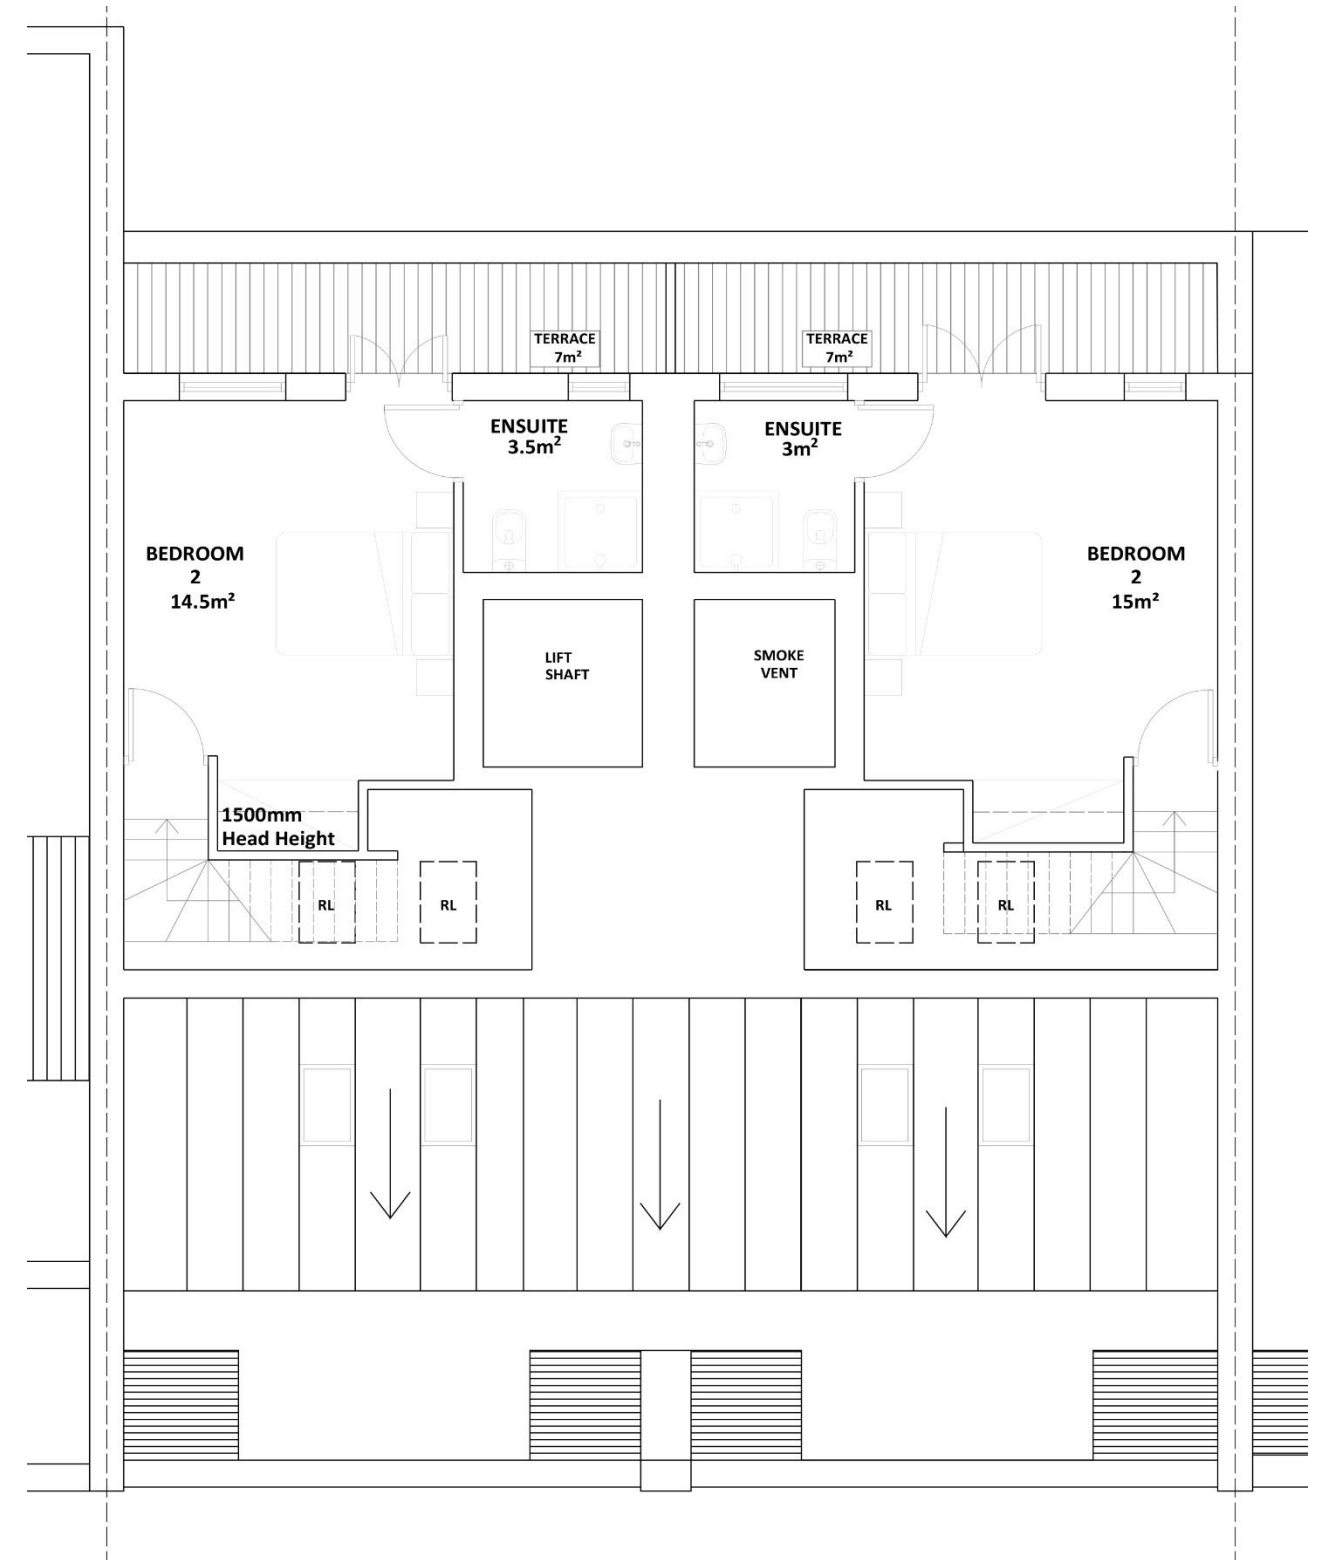 TERRACE
7m²
TERRACE
7m²
ENSUITE
3.5m²
ENSUITE
3m²
BEDROOM
2
14.5m²
BEDROOM
2
15m²
LIFT
SHAFT
SMOKE
VENT
1500mm
Head Height
RL
RL
RL
RL